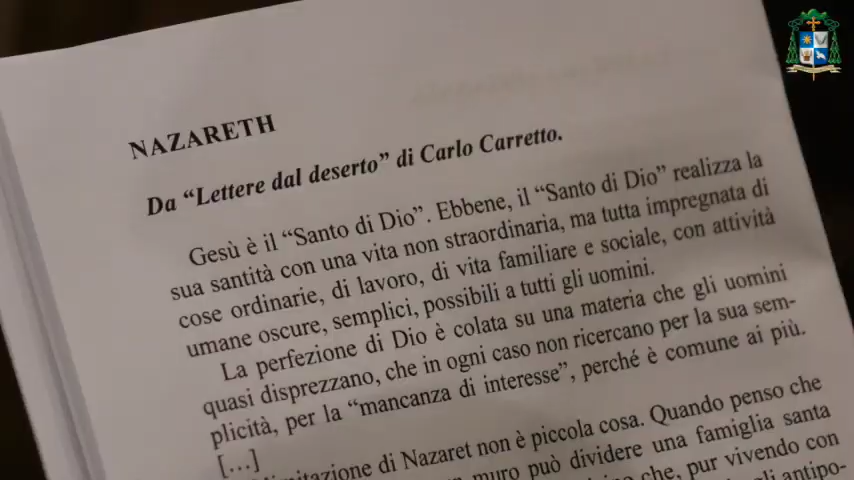 NAZARETH
Da “Lettere dal deserto” di Carlo Carretto.
Gesù è il “Santo di Dio”. Ebbene, il “Santo di Dio” realizza la
sua santità con una vita non straordinaria, ma tutta impregnata di
cose ordinarie, di lavoro, di vita familiare e sociale, con attività
umane oscure, semplici, possibili a tutti gli uomini.
La perfezione di Dio è colata su una materia che gli uomini
quasi disprezzano, che in ogni caso non ricercano per la sua sem-
plicità, per la “mancanza di interesse”, perché è comune ai più.
[...]
di Nazaret non è piccola cosa. Quando penso che
muro può dividere una famiglia santa
che, pur vivendo con